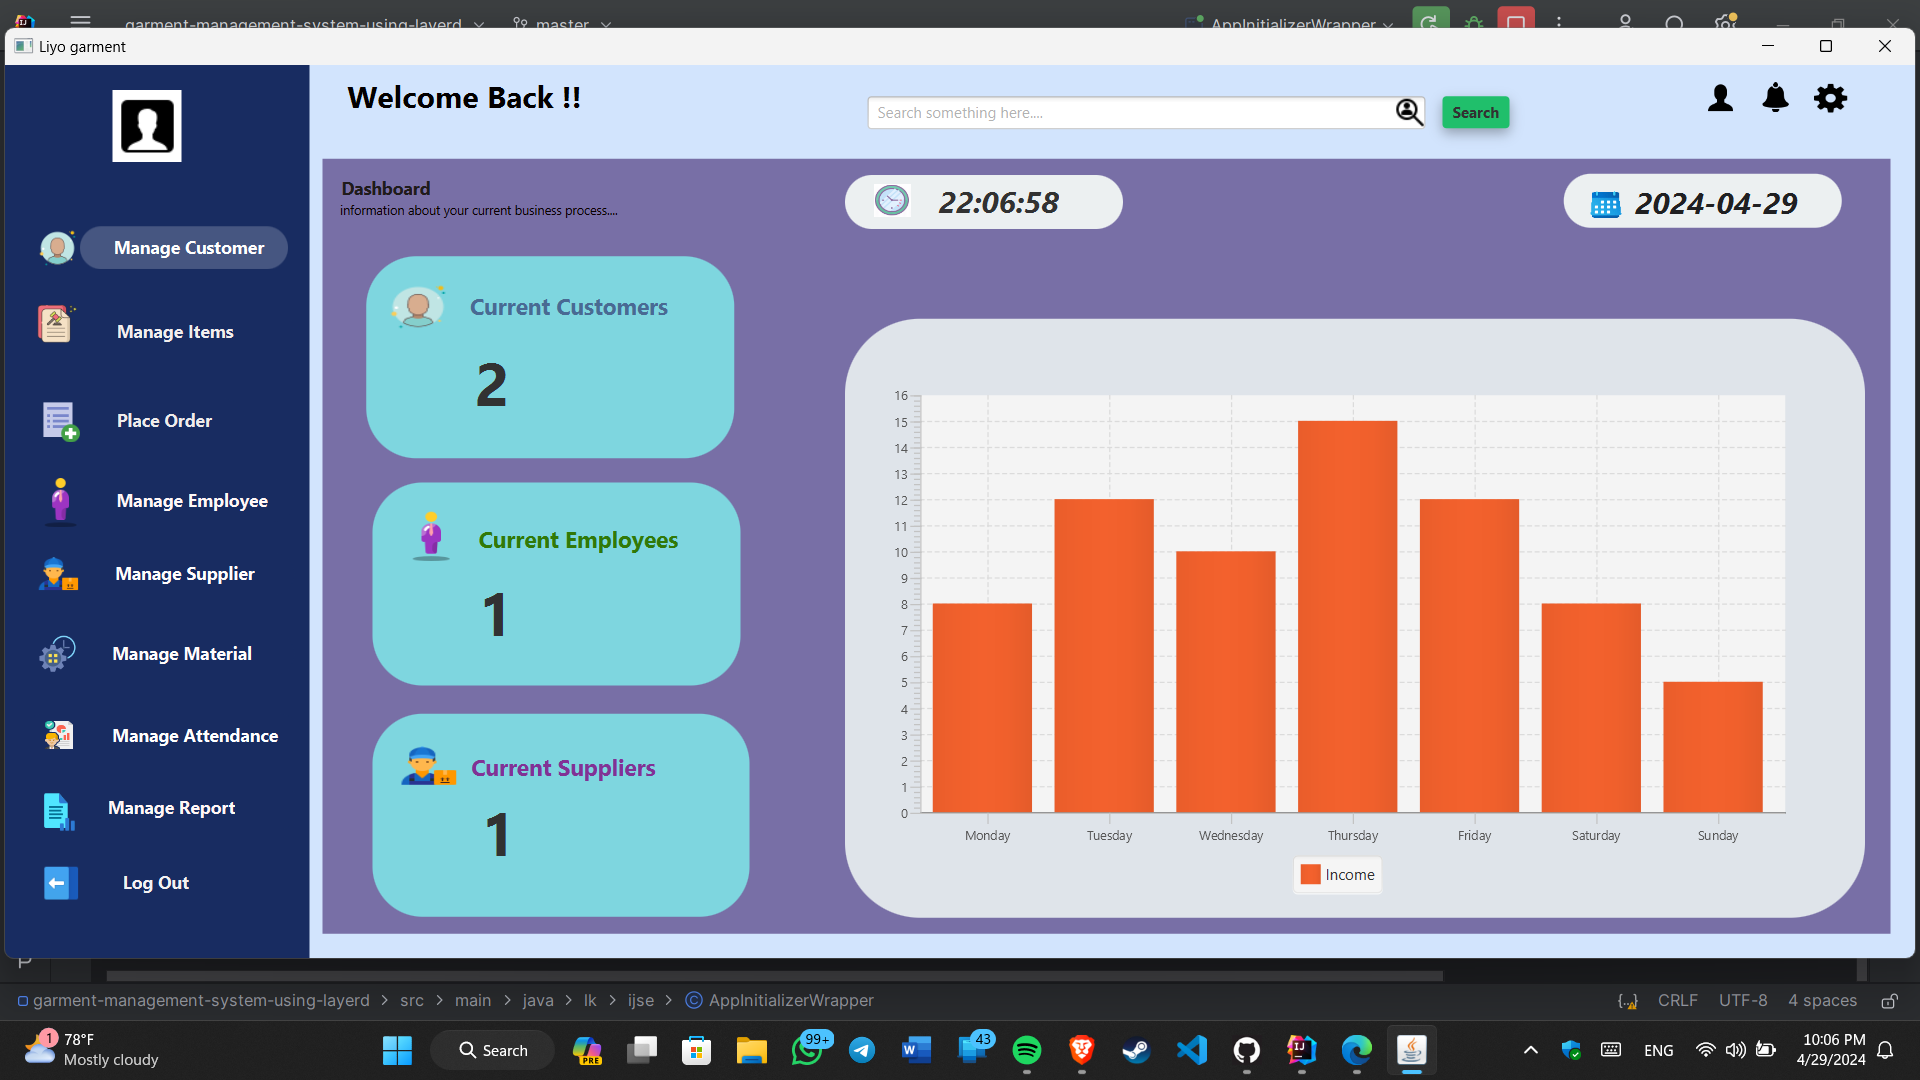 garment-management-system-using-layerd
master
AppInitializerWrapper
Liyo garment
Welcome Back !!
Search something here....
Search
Dashboard
information about your current business process....
22:06:58
2024-04-29
Manage Customer
Manage Items
Place Order
Manage Employee
Manage Supplier
Manage Material
Manage Attendance
Manage Report
Log Out
Current Customers
2
Current Employees
1
Current Suppliers
1
16
15
14
13
12
11
10
9
8
7
6
5
4
3
2
1
0
Monday Tuesday Wednesday Thursday Friday Saturday Sunday
Income
garment-management-system-using-layerd > src > main > java > lk > ijse > AppInitializerWrapper
CRLF UTF-8 4 spaces
1
78°F
Mostly cloudy
Search
PRE
99+
43
ENG
10:06 PM
4/29/2024